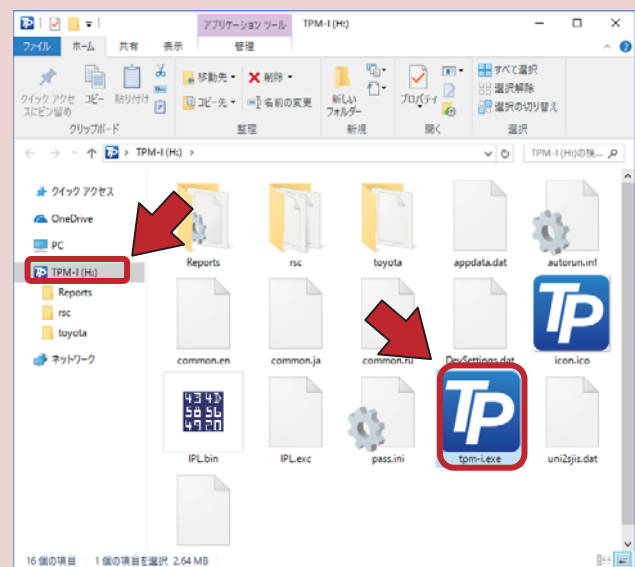 アプリケーション ツール TPM-I (H:)
ファイル ホーム 共有 表示 管理
クイック アクセスにピン留め コピー 貼り付け
移動先 削除
コピー先 名前の変更
新しいフォルダー
プロパティ
すべて選択
選択解除
選択の切り替え
クリップボード 整理 新規 開く 選択
TPM-I (H:)
TPM-I (H:)の検...
クイック アクセス
OneDrive
PC
TPM-I (H:)
Reports
rsc
toyota
ネットワーク
Reports rsc toyota appdata.dat autorun.inf
TP
common.en common.ja common.ru DevSettings.dat icon.ico
434D
5856
4920
TP
IPL.bin IPL.exc pass.ini tpm-i.exe uni2sjis.dat
16 個の項目 1 個の項目を選択 2.64 MB